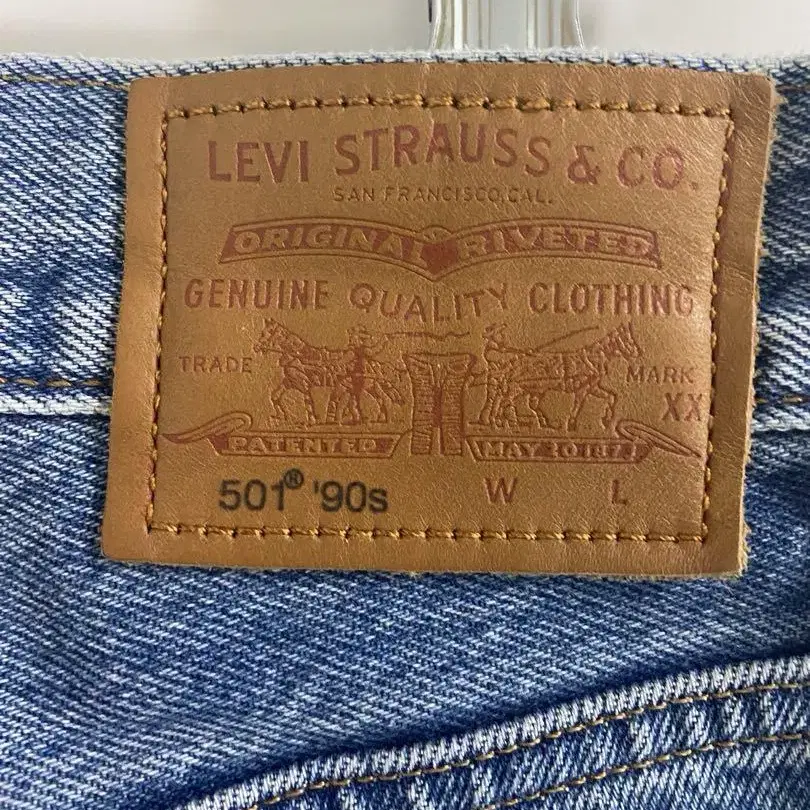 LEVI STRAUSS & CO.
SAN FRANCISCO, CAL.
ORIGINAL RIVETED
GENUINE QUALITY CLOTHING
TRADE MARK
XX
PATENTED MAY 20 1873
501® '90s W L